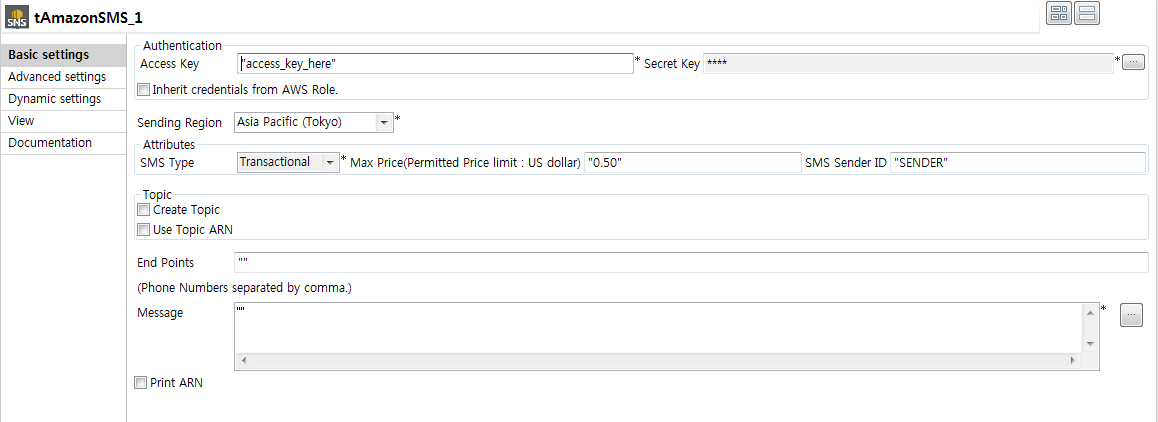 SNS tAmazonSMS_1
Basic settings
Advanced settings
Dynamic settings
View
Documentation
Authentication
Access Key "access_key_here" * Secret Key **** * ...
Inherit credentials from AWS Role.
Sending Region Asia Pacific (Tokyo) *
Attributes
SMS Type Transactional * Max Price(Permitted Price limit : US dollar) "0.50" SMS Sender ID "SENDER"
Topic
Create Topic
Use Topic ARN
End Points ""
(Phone Numbers separated by comma.)
Message "" * ...
Print ARN